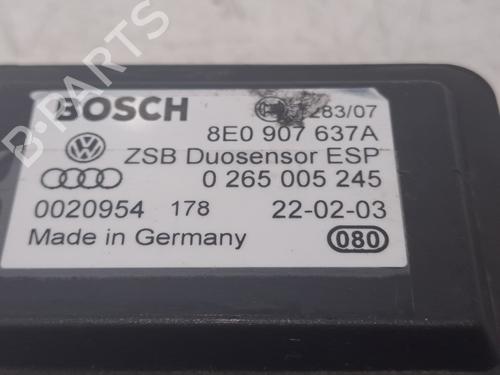 BOSCH 283/07
8E0 907 637A
ZSB Duosensor ESP
0 265 005 245
0020954 178 22-02-03
Made in Germany 080